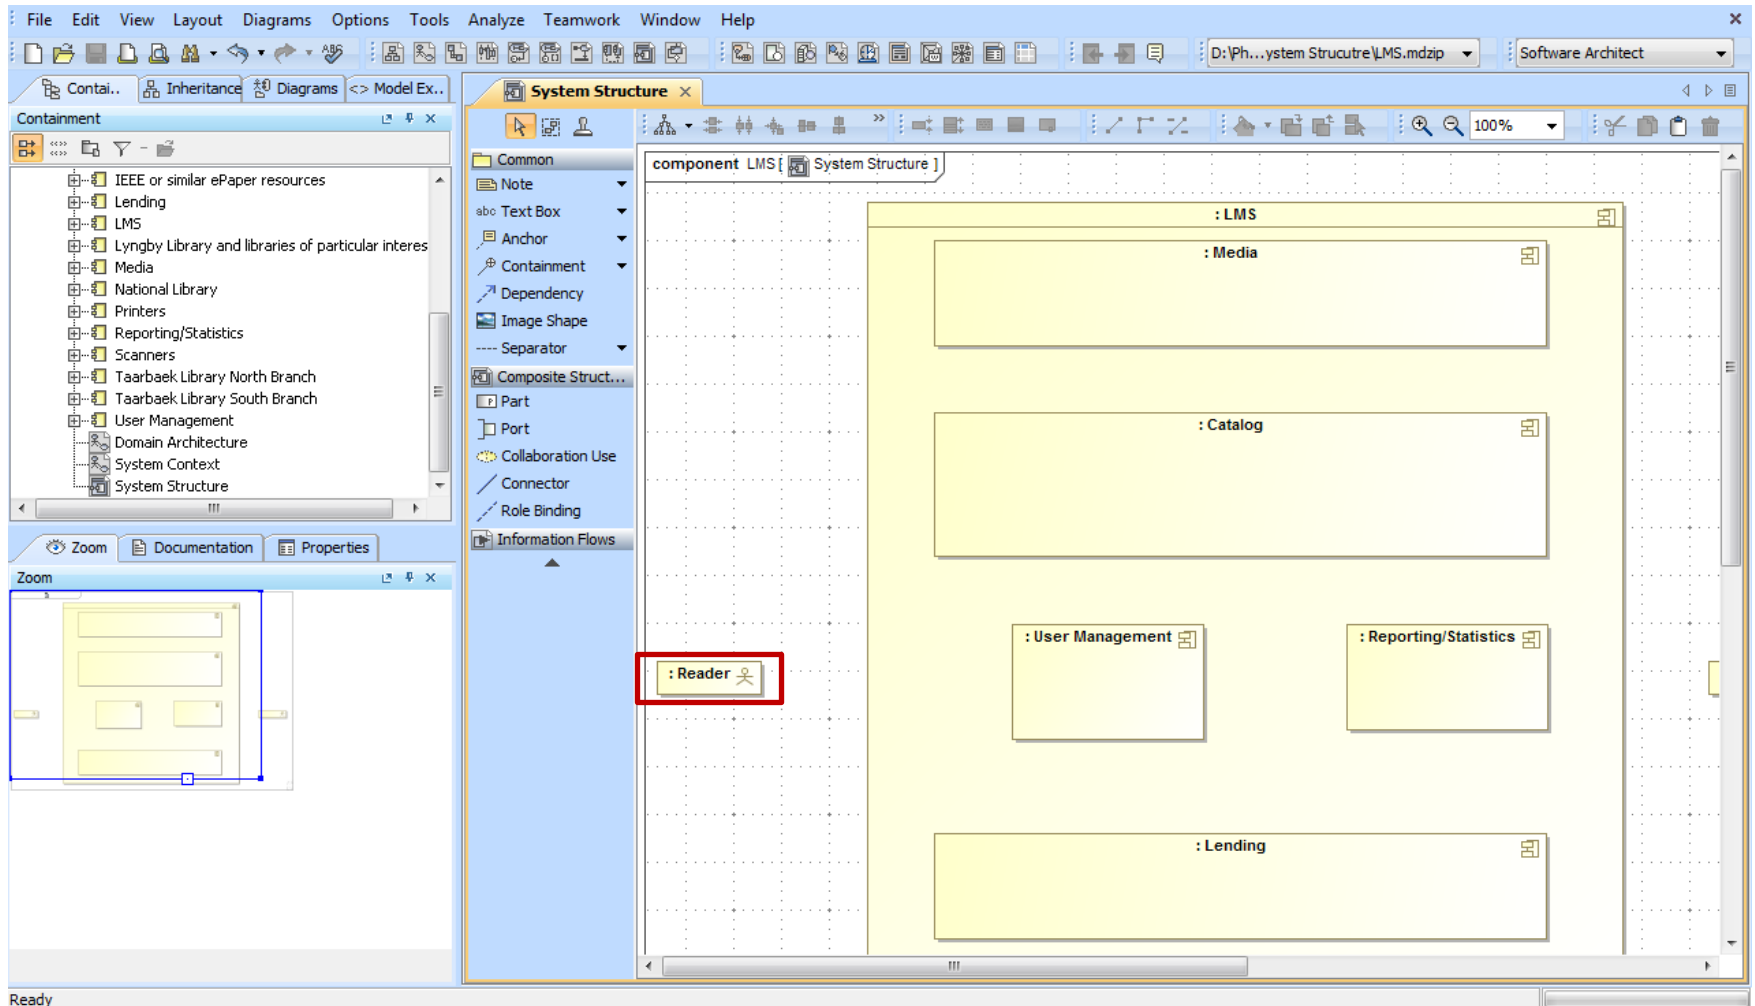 File Edit View Layout Diagrams Options Tools Analyze Teamwork Window Help
D:\Ph...ystem Strucutre\LMS.mdzip
Software Architect
Contai.. Inheritance Diagrams <> Model Ex..
System Structure
Containment
100%
IEEE or similar ePaper resources
Lending
LMS
Lyngby Library and libraries of particular interes
Media
National Library
Printers
Reporting/Statistics
Scanners
Taarbaek Library North Branch
Taarbaek Library South Branch
User Management
Domain Architecture
System Context
System Structure
Zoom Documentation Properties
Zoom
Common
Note
abc Text Box
Anchor
Containment
Dependency
Image Shape
Separator
Composite Struct...
Part
Port
Collaboration Use
Connector
Role Binding
Information Flows
component LMS [ System Structure ]
: LMS
: Media
: Catalog
: User Management
: Reporting/Statistics
: Reader
: Lending
Ready